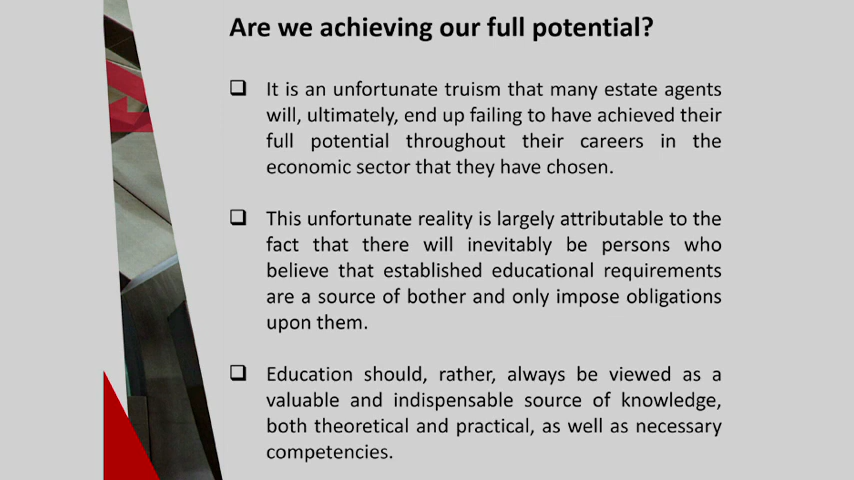 Are we achieving our full potential?
It is an unfortunate truism that many estate agents
will, ultimately, end up failing to have achieved their
full potential throughout their careers in the
economic sector that they have chosen.
This unfortunate reality is largely attributable to the
fact that there will inevitably be persons who
believe that established educational requirements
are a source of bother and only impose obligations
upon them.
Education should, rather, always be viewed as a
valuable and indispensable source of knowledge,
both theoretical and practical, as well as necessary
competencies.